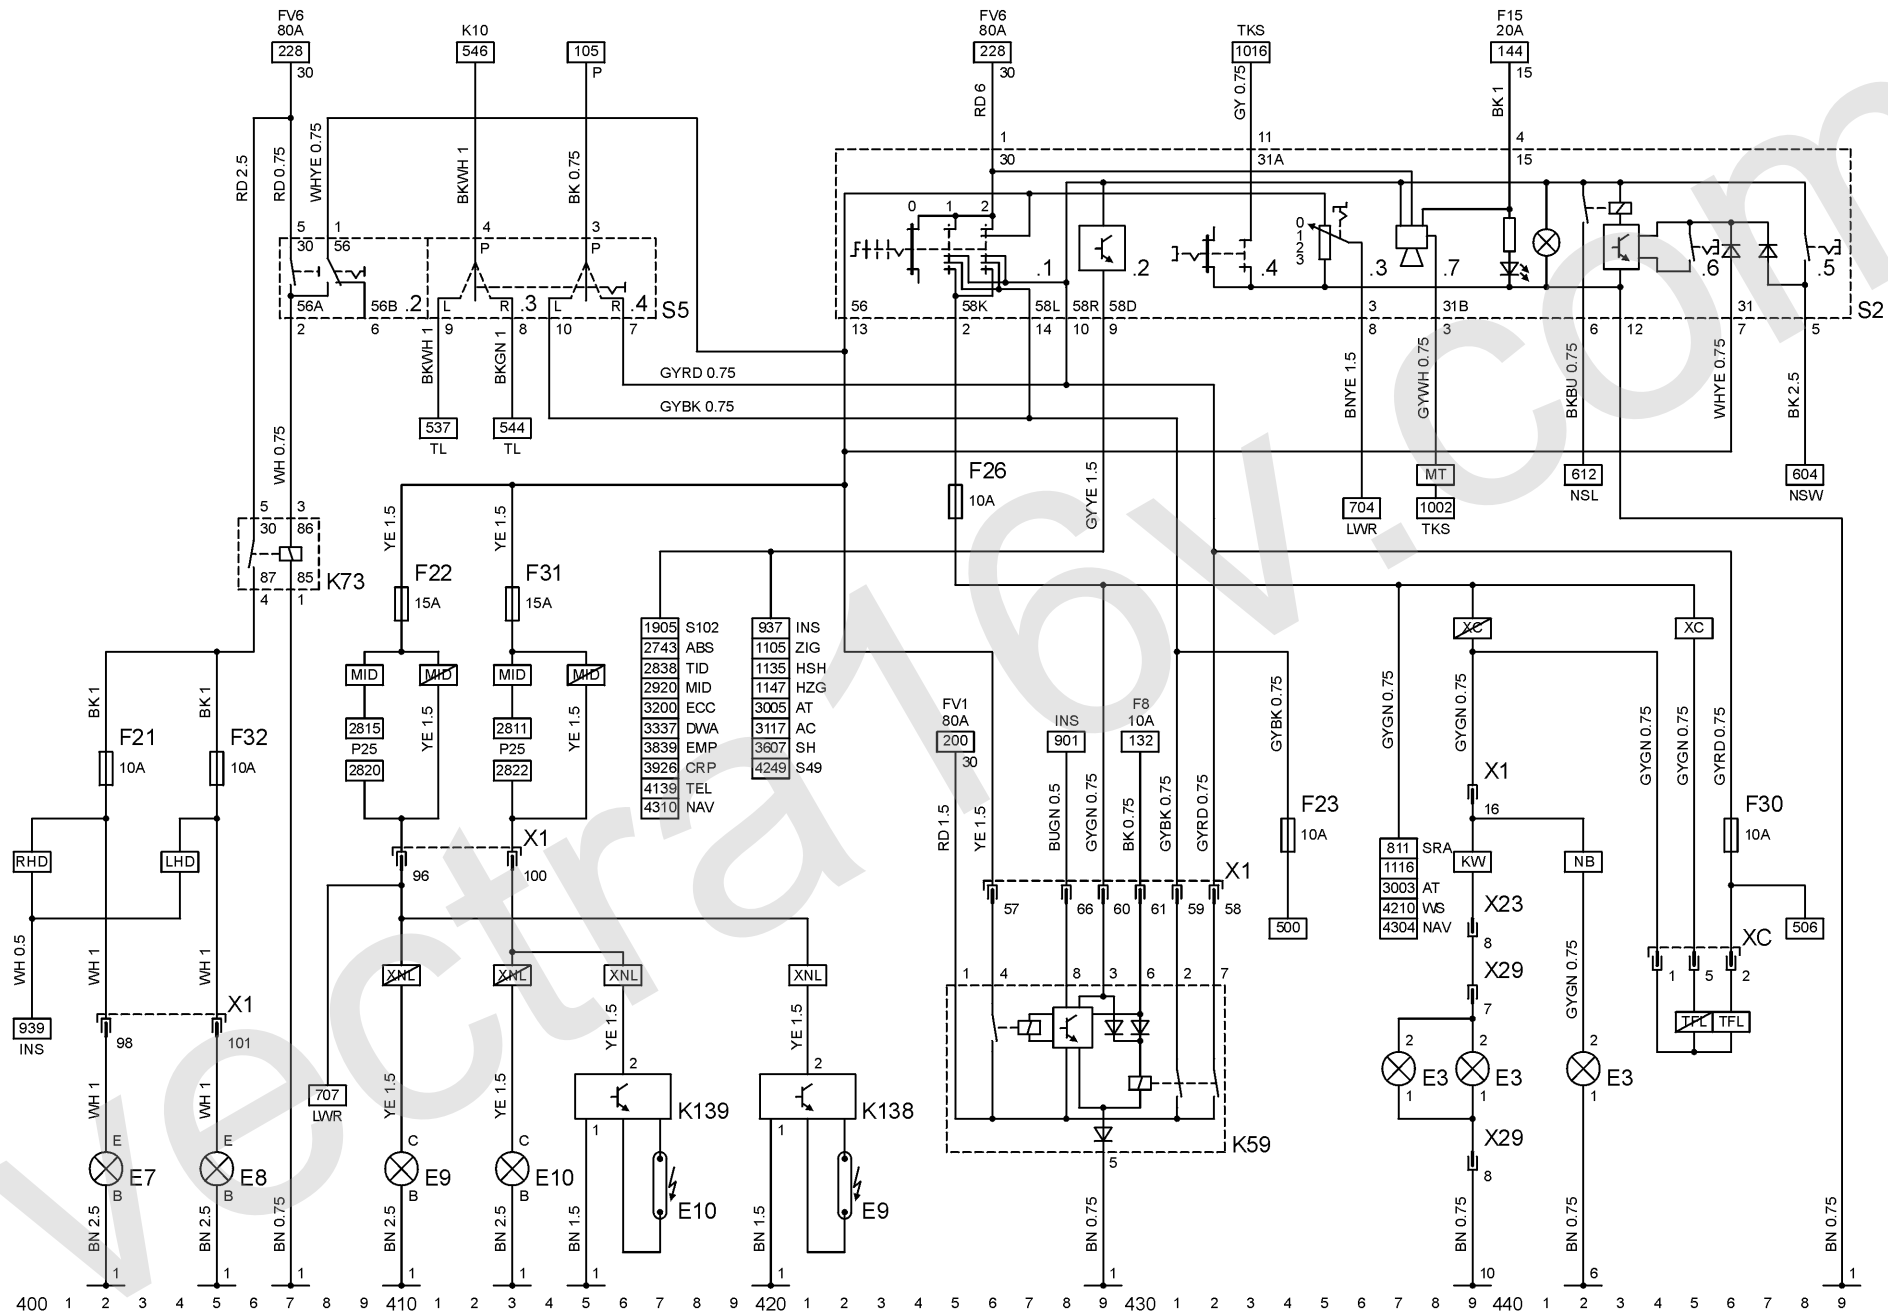 FV6 K10 FV6 TKS F15
80A 80A 20A
228 546 105 228 1016 144
30 P 30 15
RD 2.5 RD 0.75 WHYE 0.75 BKWH 1 BK 0.75 RD 6 GY 0.75 BK 1
1 11 4
30 31A 15
5 1 4 3
30 56 P P
0 1 2
0 1 2 3
56A 56B .2 L R .3 L R .4 S5
2 6 9 8 10 7
.1 .2 .4 .3 .7 .6 .5
56 58K 58L 58R 58D 3 31B 31 S2
13 2 14 10 9 8 3 6 12 7 5
BKWH 1 BKGN 1
GYRD 0.75
GYBK 0.75
BNYE 1.5 GYWH 0.75 BKBU 0.75 WHYE 0.75 BK 2.5
537 544
TL TL
WH 0.75
F26
10A
GYYE 1.5
MT 612 604
NSL NSW
704 1002
LWR TKS
5 3
30 86
87 85 K73
4 1
YE 1.5 YE 1.5
F22 F31
15A 15A
MID MID MID MID
2815 2811
P25 P25
2820 2822
YE 1.5 YE 1.5
1905 S102 937 INS
2743 ABS 1105 ZIG
2838 TID 1135 HSH
2920 MID 1147 HZG
3200 ECC 3005 AT
3337 DWA 3117 AC
3839 EMP 3607 SH
3926 CRP 4249 S49
4139 TEL
4310 NAV
XC XC
BK 1 BK 1
F21 F32
10A 10A
FV1 INS F8
80A 10A
200 901 132
30
GYBK 0.75 GYGN 0.75 GYGN 0.75 GYGN 0.75 GYGN 0.75 GYRD 0.75
RD 1.5 YE 1.5 BUGN 0.5 GYGN 0.75 BK 0.75 GYBK 0.75 GYRD 0.75
F23
10A
X1
16
F30
10A
RHD LHD
X1
96 100
X1
57 66 60 61 59 58
811 SRA
1116
3003 AT
4210 WS
4304 NAV
KW NB
X23
8
500 506
WH 0.5 WH 1 WH 1
XNL XNL XNL XNL
1 4 8 3 6 2 7
X29
7
GYGN 0.75
XC
1 5 2
TFL TFL
939
INS
X1
98 101
YE 1.5 YE 1.5
2 2
K139 K138
1 1
707
LWR
WH 1 WH 1 YE 1.5 YE 1.5
2 2 2
E3 E3 E3
1 1 1
K59
5
X29
8
E E C C
E7 E8 E9 E10
B B B B
E10 E9
BN 2.5 BN 2.5 BN 0.75 BN 1.5 BN 2.5 BN 1.5 BN 1.5 BN 0.75 BN 0.75 BN 0.75 BN 0.75
1 1 1 1 1 1 1 1 10 6 1
400 1 2 3 4 5 6 7 8 9 410 1 2 3 4 5 6 7 8 9 420 1 2 3 4 5 6 7 8 9 430 1 2 3 4 5 6 7 8 9 440 1 2 3 4 5 6 7 8 9
vectra16v.com